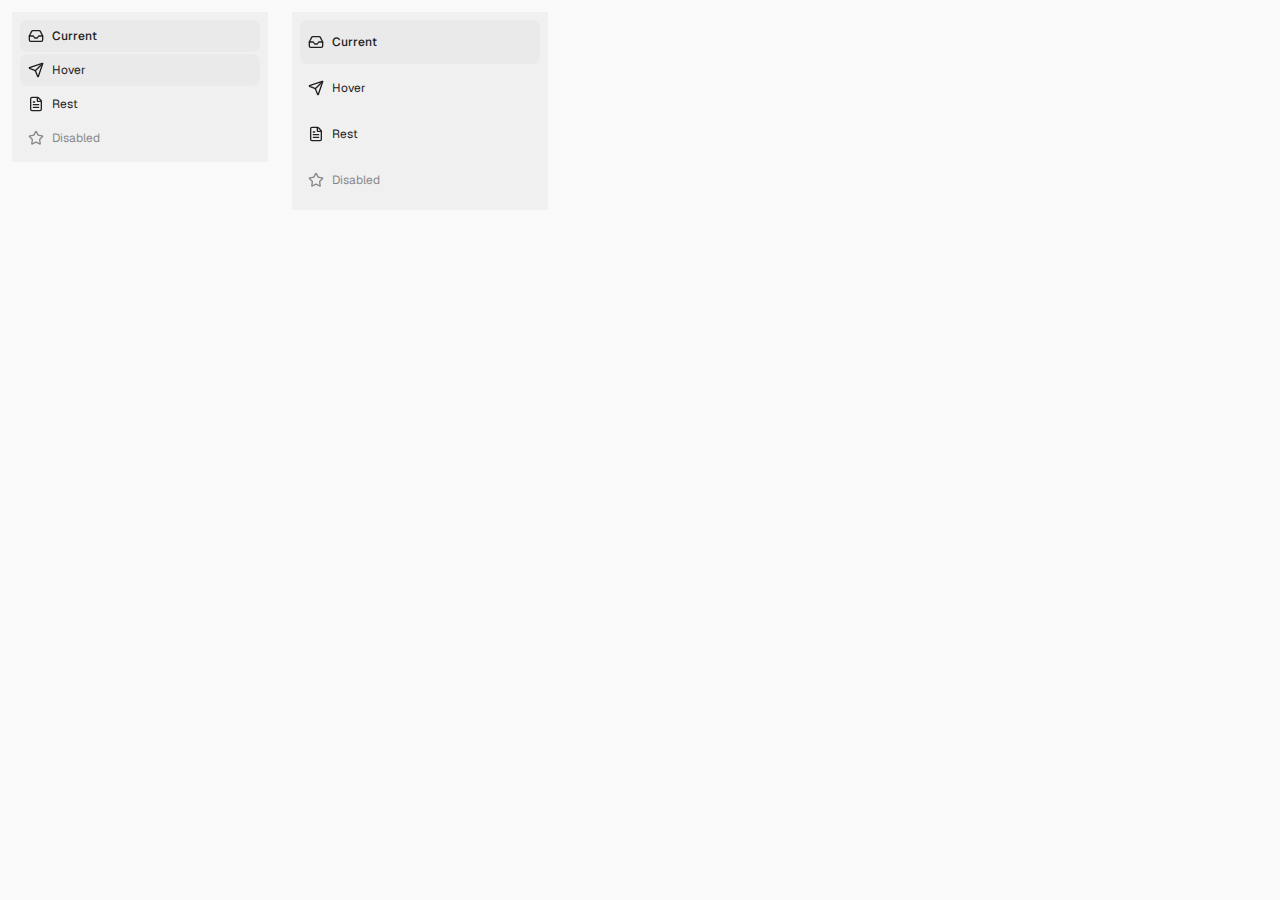 Current
Hover
Rest
Disabled
Current
Hover
Rest
Disabled